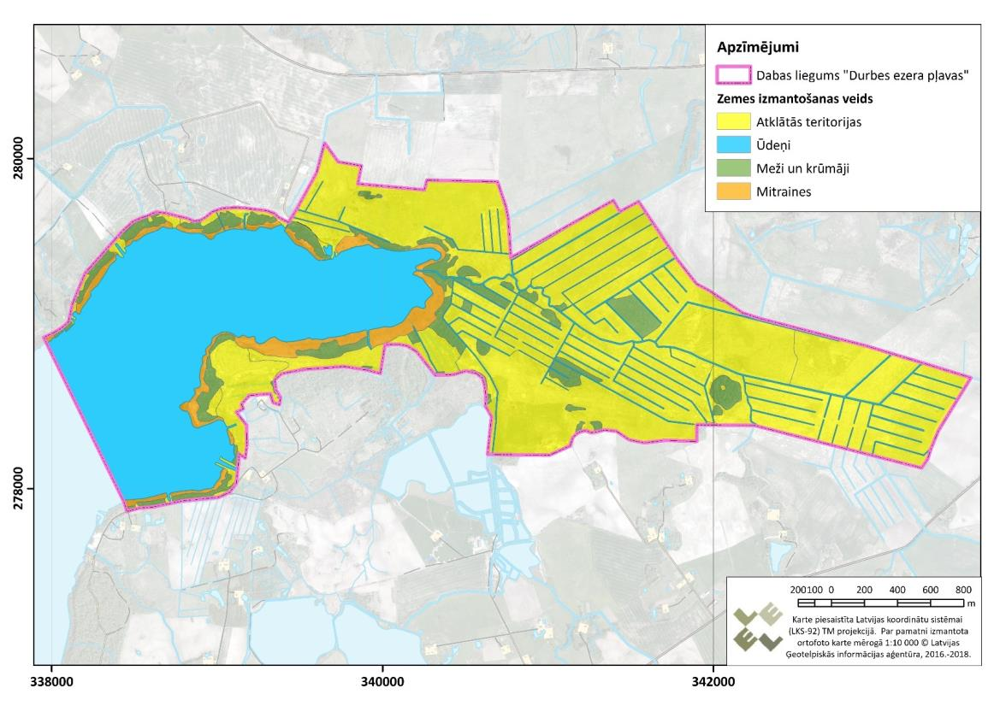 Apzīmējumi
Dabas liegums "Durbes ezera pļavas"
Zemes izmantošanas veids
Atklātās teritorijas
Ūdeņi
Meži un krūmāji
Mitraines
280000
278000
200100 0 200 400 600 800
m
Karte piesaistīta Latvijas koordinātu sistēmai
(LKS-92) TM projekcijā. Par pamatni izmantota
ortofoto karte mērogā 1:10 000 © Latvijas
Ģeotelpiskās informācijas aģentūra, 2016.-2018.
338000 340000 342000